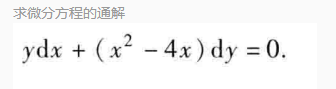 求微分方程的通解
ydx + (x² − 4x)dy = 0.